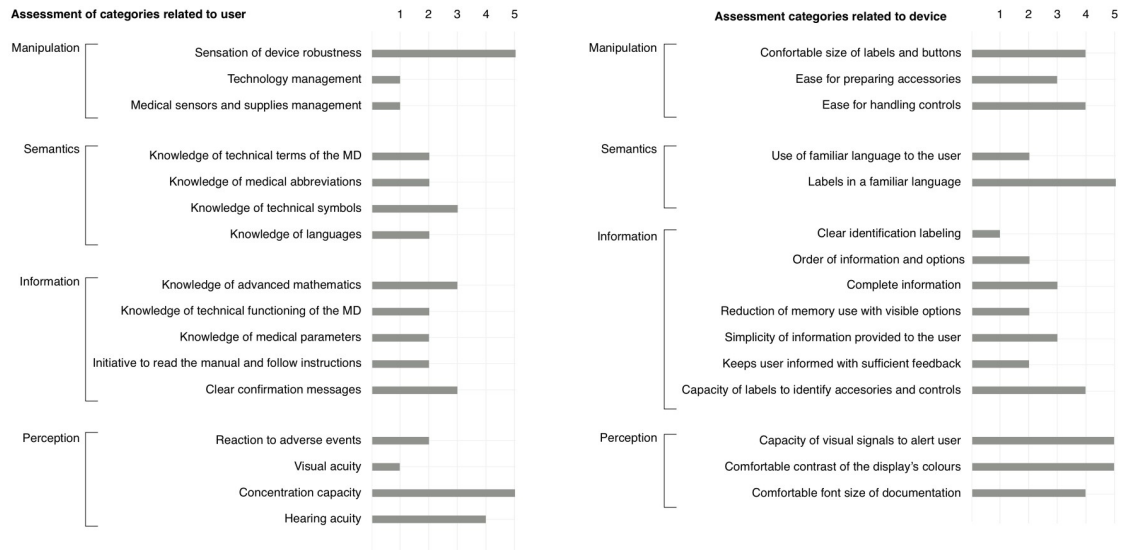 Assessment of categories related to user
1 2 3 4 5
Manipulation
Sensation of device robustness
Technology management
Medical sensors and supplies management
Semantics
Knowledge of technical terms of the MD
Knowledge of medical abbreviations
Knowledge of technical symbols
Knowledge of languages
Information
Knowledge of advanced mathematics
Knowledge of technical functioning of the MD
Knowledge of medical parameters
Initiative to read the manual and follow instructions
Clear confirmation messages
Perception
Reaction to adverse events
Visual acuity
Concentration capacity
Hearing acuity
Assessment categories related to device
1 2 3 4 5
Manipulation
Confortable size of labels and buttons
Ease for preparing accessories
Ease for handling controls
Semantics
Use of familiar language to the user
Labels in a familiar language
Information
Clear identification labeling
Order of information and options
Complete information
Reduction of memory use with visible options
Simplicity of information provided to the user
Keeps user informed with sufficient feedback
Capacity of labels to identify accesories and controls
Perception
Capacity of visual signals to alert user
Comfortable contrast of the display's colours
Comfortable font size of documentation